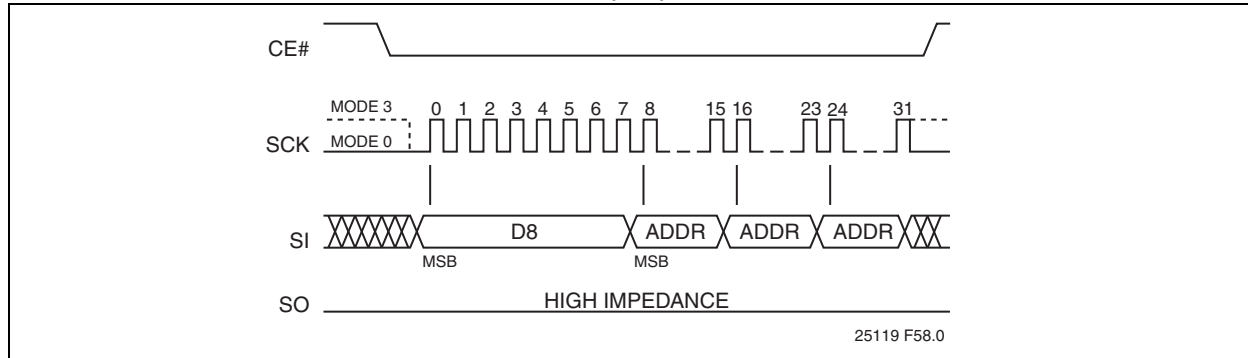 CE#
MODE 3
0 1 2 3 4 5 6 7 8 15 16 23 24 31
SCK MODE 0
SI D8 ADDR ADDR ADDR
MSB MSB
SO HIGH IMPEDANCE
25119 F58.0